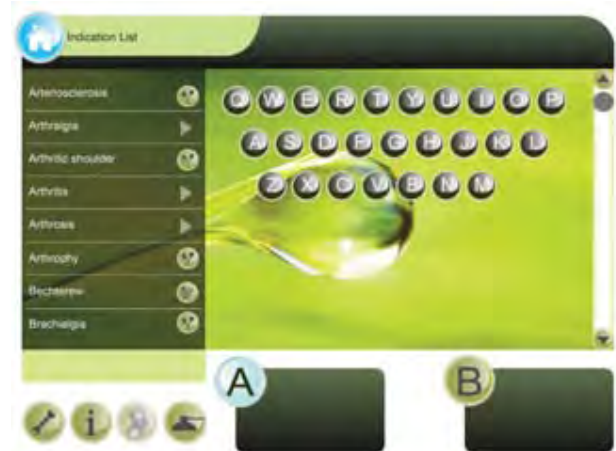 Indication List
Arteriosclerosis
Arthralgia
Arthritic shoulder
Arthritis
Arthrosis
Arthrophy
Bechterew
Brachialgia
Q W E R T Y U I O P
A S D F G H J K L
Z X C V B N M
A
B
i